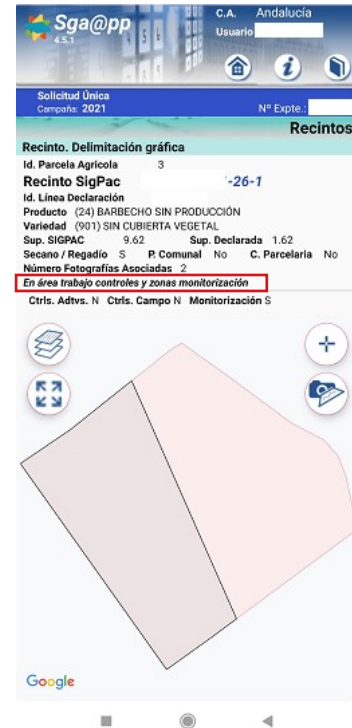 Sga@pp
4.5.1
C.A. Andalucía
Usuario
Solicitud Única
Campaña: 2021
Nº Expte.:
Recintos
Recinto. Delimitación gráfica
Id. Parcela Agricola 3
Recinto SigPac -26-1
Id. Línea Declaración
Producto (24) BARBECHO SIN PRODUCCIÓN
Variedad (901) SIN CUBIERTA VEGETAL
Sup. SIGPAC 9.62 Sup. Declarada 1.62
Secano / Regadío S P. Comunal No C. Parcelaria No
Número Fotografías Asociadas 2
En área trabajo controles y zonas monitorización
Ctrls. Adtvs. N Ctrls. Campo N Monitorización S
Google